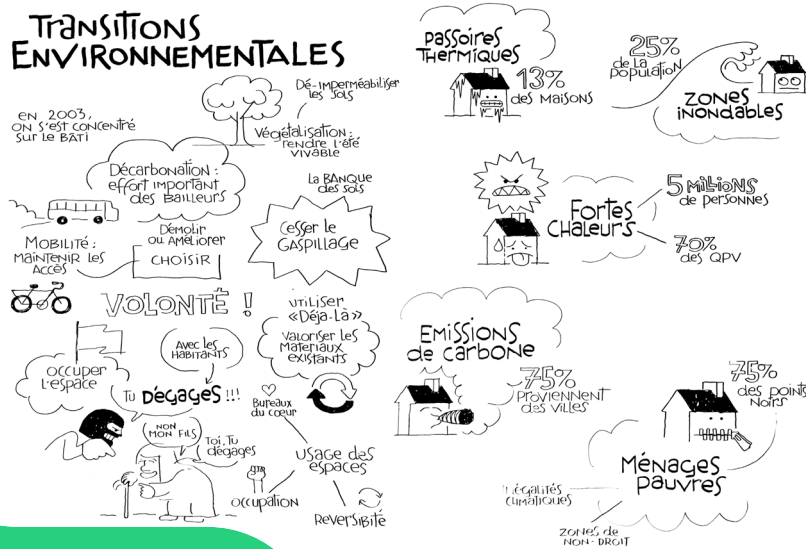 Transitions
Environnementales
en 2003,
on s'est concentré
sur le bâti
Dé-imperméabiliser
les sols
Végétalisation :
rendre l'été
vivable
Décarbonation :
effort important
des bailleurs
La BANque
des sols
Cesser le
GASPILLAGE
Mobilité :
maintenir les
Accès
Démolir
ou Améliorer
CHOISIR
VOLONTÉ !
utiliser
«Déja-Là»
Valoriser les
Matériaux
existants
occuper
l'espace
Avec les
HABITANTS
Tu DÉGAGES !!!
NON
MON FILS
Toi, Tu
dégages
Bureaux
du coeur
usage des
espaces
occupation
Reversibité
Passoires
Thermiques
13%
des maisons
25%
de la
population
Zones
inondables
Fortes
Chaleurs
5 Millions
de personnes
70%
des QPV
Emissions
de carbone
75%
Proviennent
des villes
75%
des points
Noirs
Ménages
pauvres
inégalités
climatiques
zones de
non-droit